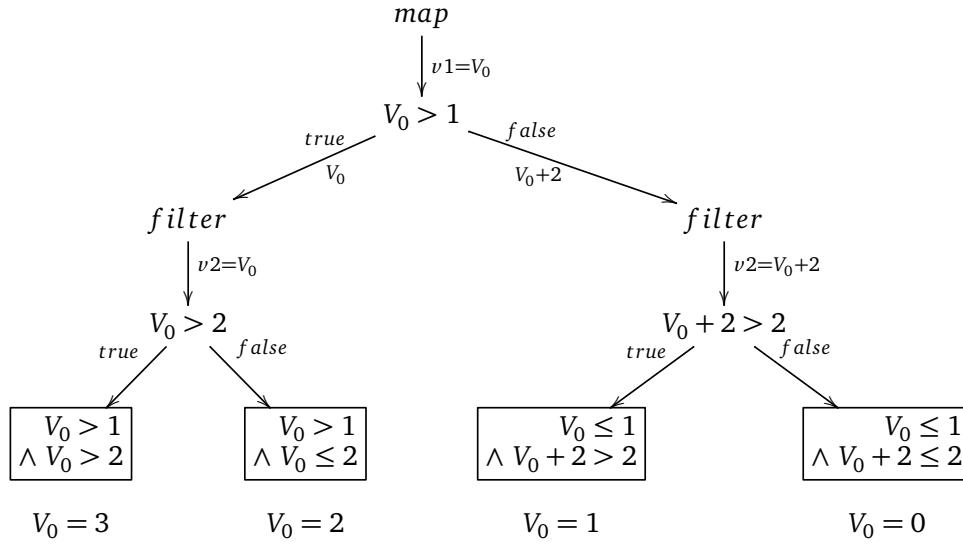 map
v1=V₀
V₀ > 1
true
false
V₀
V₀+2
filter
filter
v2=V₀
v2=V₀+2
V₀ > 2
V₀ + 2 > 2
true
false
true
false
V₀ > 1
∧ V₀ > 2
V₀ > 1
∧ V₀ ≤ 2
V₀ ≤ 1
∧ V₀ + 2 > 2
V₀ ≤ 1
∧ V₀ + 2 ≤ 2
V₀ = 3
V₀ = 2
V₀ = 1
V₀ = 0